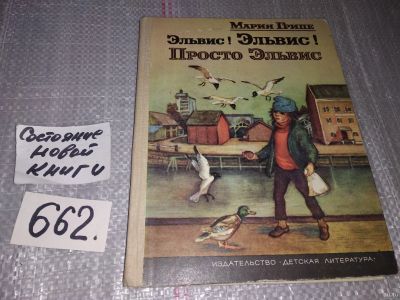 Мария Грипе
Эльвис! Эльвис!
Просто Эльвис
Состояние
новой
книги
662.
ИЗДАТЕЛЬСТВО «ДЕТСКАЯ ЛИТЕРАТУРА»